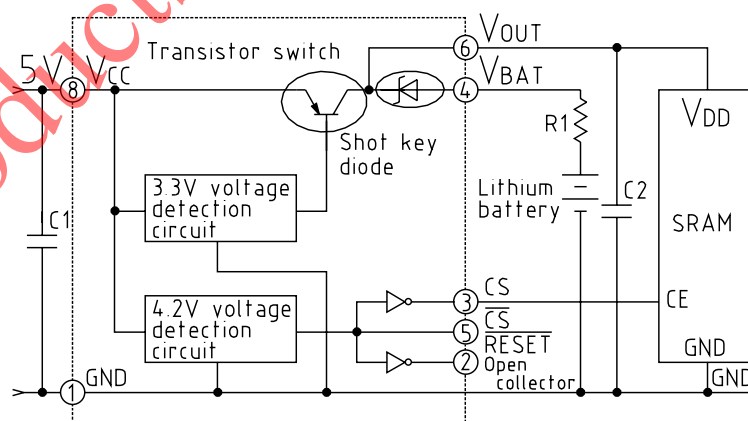 Transistor switch
VOUT
6
5V
8
VCC
VBAT
4
R1
VDD
Shot key
diode
3.3V voltage
detection
circuit
Lithium
battery
C1
C2
SRAM
4.2V voltage
detection
circuit
3
CS
CE
5
CS
RESET
2
Open
collector
GND
1
GND
GND